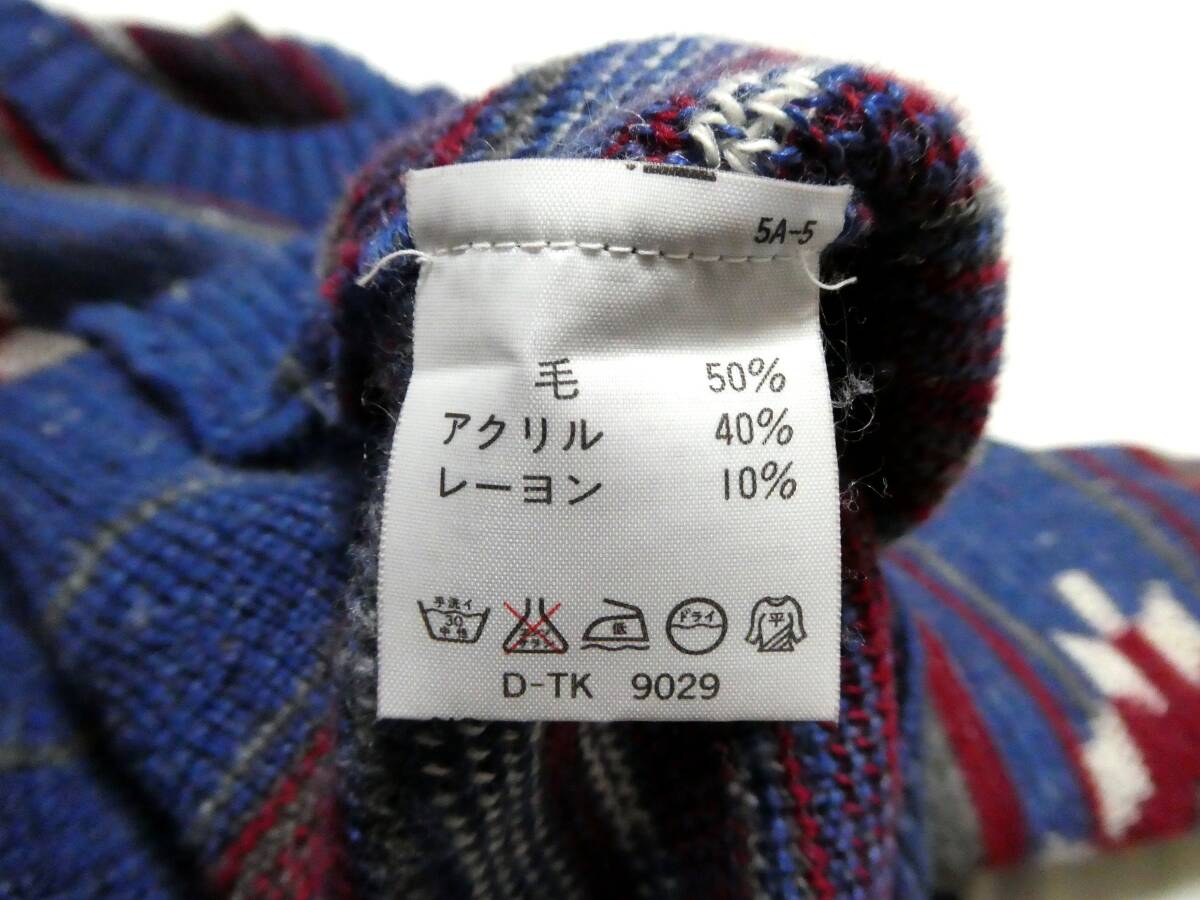 5A-5
毛 50%
アクリル 40%
レーヨン 10%
手洗イ
30
中性
低
ドライ
平
D-TK 9029